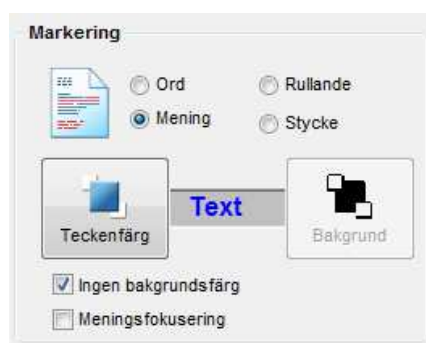 Markering
Ord
Rullande
Mening
Stycke
Text
Teckenfärg
Bakgrund
Ingen bakgrundsfärg
Meningsfokusering